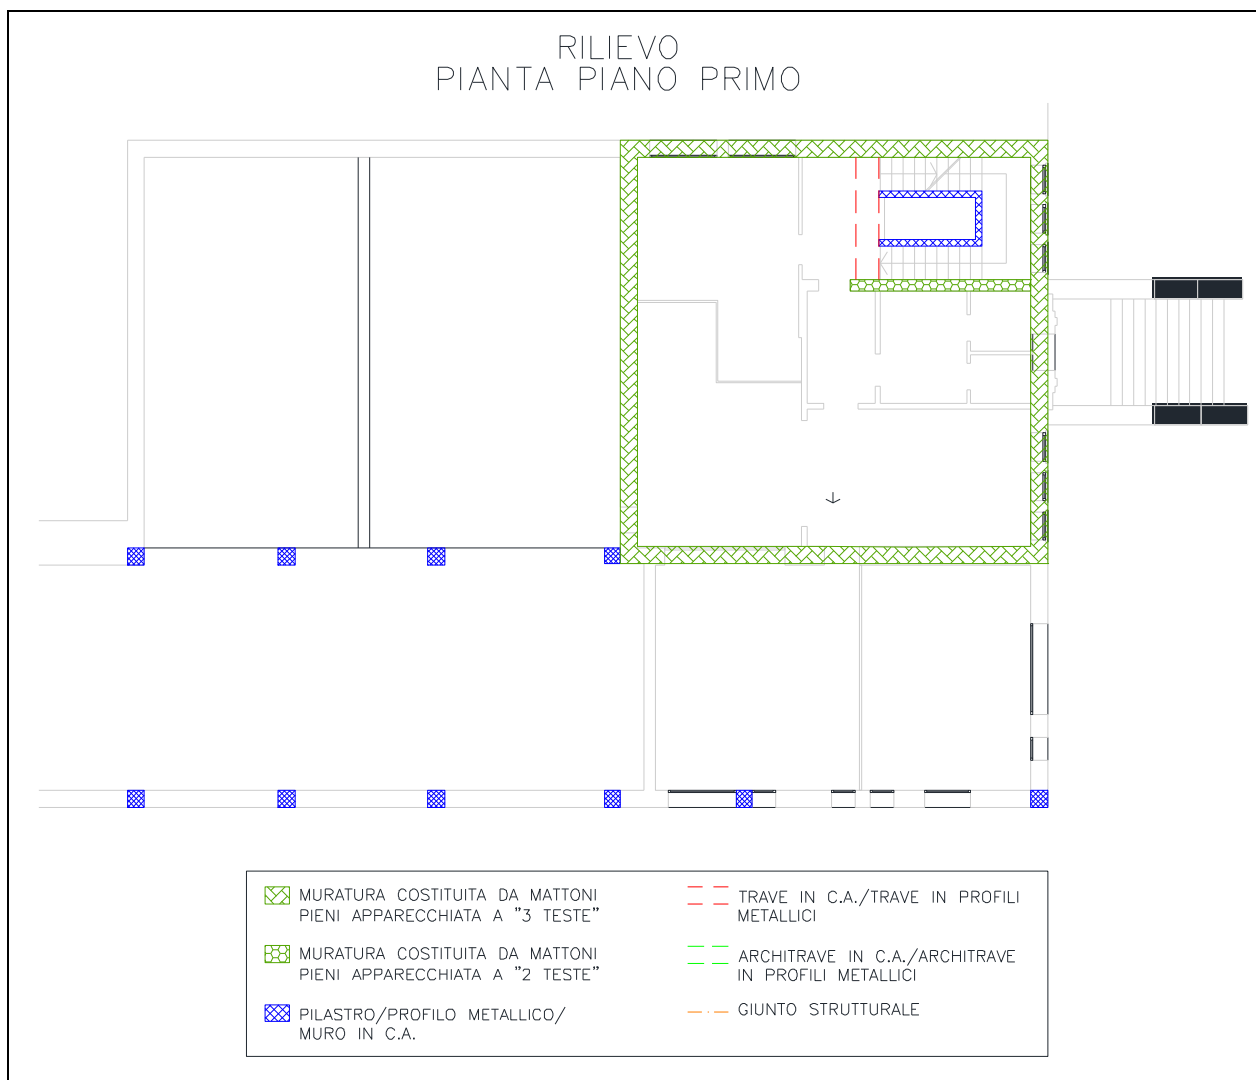 RILIEVO
PIANTA PIANO PRIMO
MURATURA COSTITUITA DA MATTONI
PIENI APPARECCHIATA A "3 TESTE"
MURATURA COSTITUITA DA MATTONI
PIENI APPARECCHIATA A "2 TESTE"
PILASTRO/PROFILO METALLICO/
MURO IN C.A.
TRAVE IN C.A./TRAVE IN PROFILI
METALLICI
ARCHITRAVE IN C.A./ARCHITRAVE
IN PROFILI METALLICI
GIUNTO STRUTTURALE